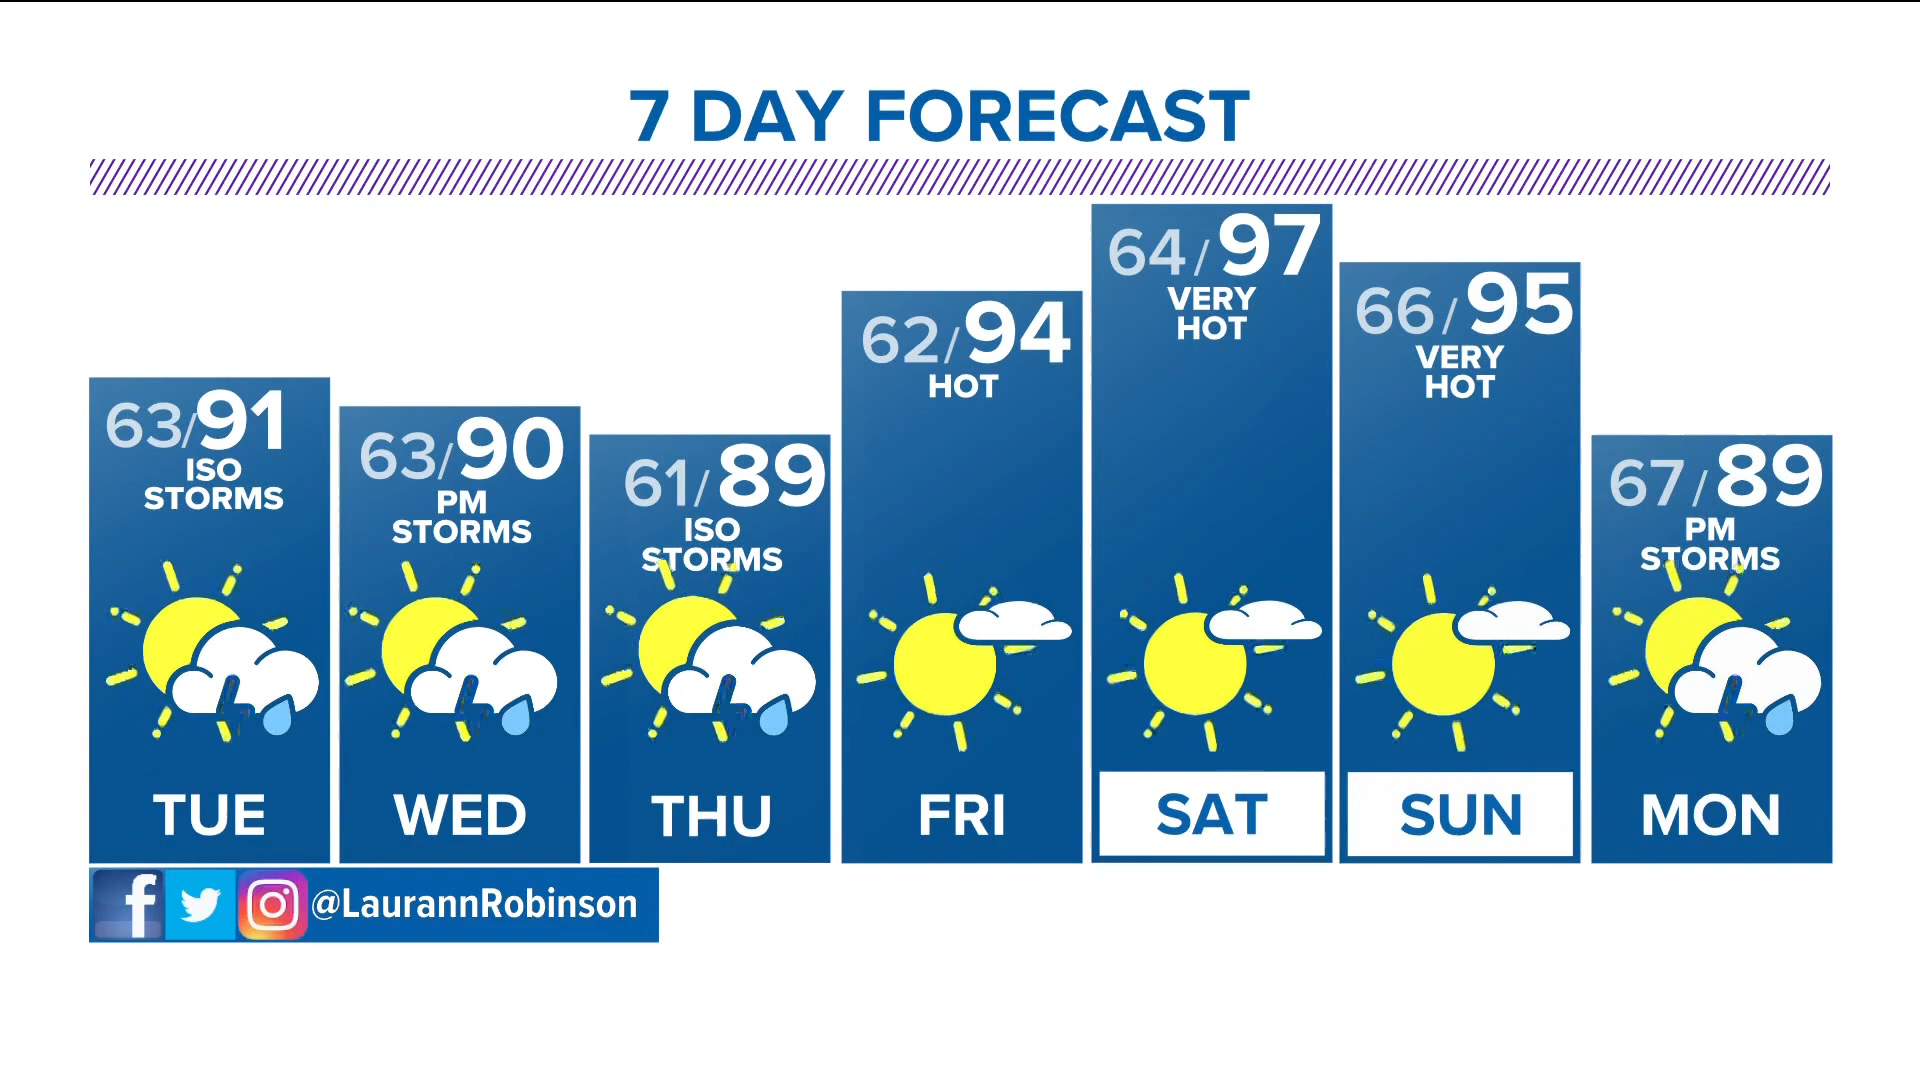 7 DAY FORECAST
63/91
ISO
STORMS
TUE
63/90
PM
STORMS
WED
61/89
ISO
STORMS
THU
62/94
HOT
FRI
64/97
VERY
HOT
SAT
66/95
VERY
HOT
SUN
67/89
PM
STORMS
MON
@LaurannRobinson